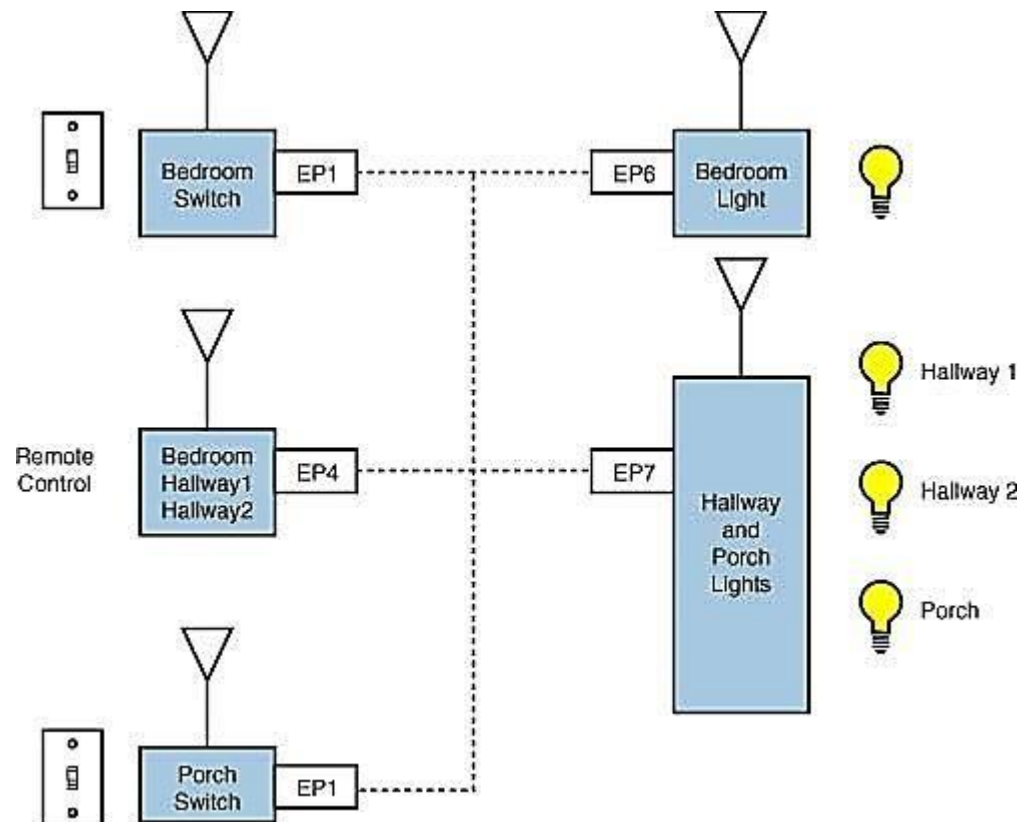 Bedroom
Switch
EP1
EP6
Bedroom
Light
Hallway 1
Remote
Control
Bedroom
Hallway1
Hallway2
EP4
EP7
Hallway
and
Porch
Lights
Hallway 2
Porch
Porch
Switch
EP1